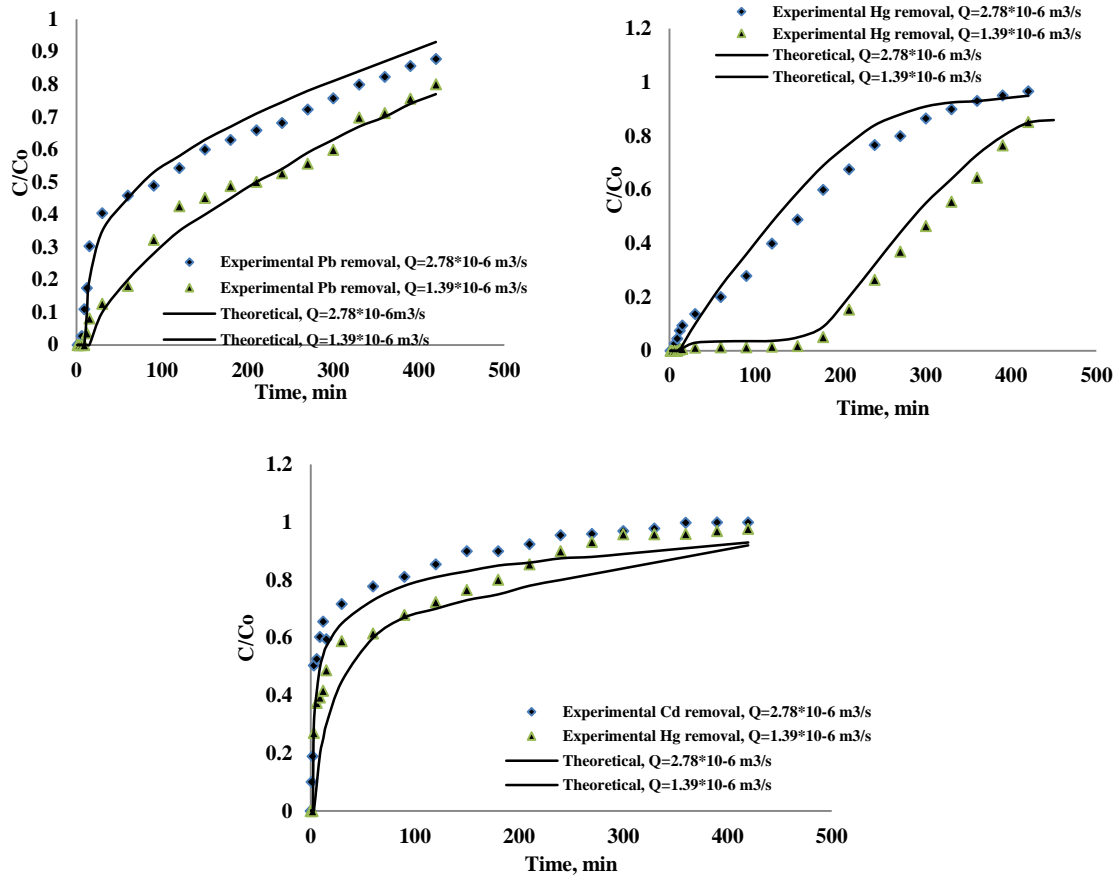 1
0.9
0.8
0.7
0.6
0.5
0.4
0.3
0.2
0.1
0
C/Co
Experimental Pb removal, Q=2.78*10-6 m3/s
Experimental Pb removal, Q=1.39*10-6 m3/s
Theoretical, Q=2.78*10-6m3/s
Theoretical, Q=1.39*10-6 m3/s
0 100 200 300 400 500
Time, min
Experimental Hg removal, Q=2.78*10-6 m3/s
Experimental Hg removal, Q=1.39*10-6 m3/s
Theoretical, Q=2.78*10-6 m3/s
Theoretical, Q=1.39*10-6 m3/s
1.2
1
0.8
0.6
0.4
0.2
0
C/Co
0 100 200 300 400 500
Time, min
1.2
1
0.8
0.6
0.4
0.2
0
C/Co
Experimental Cd removal, Q=2.78*10-6 m3/s
Experimental Hg removal, Q=1.39*10-6 m3/s
Theoretical, Q=2.78*10-6 m3/s
Theoretical, Q=1.39*10-6 m3/s
0 100 200 300 400 500
Time, min